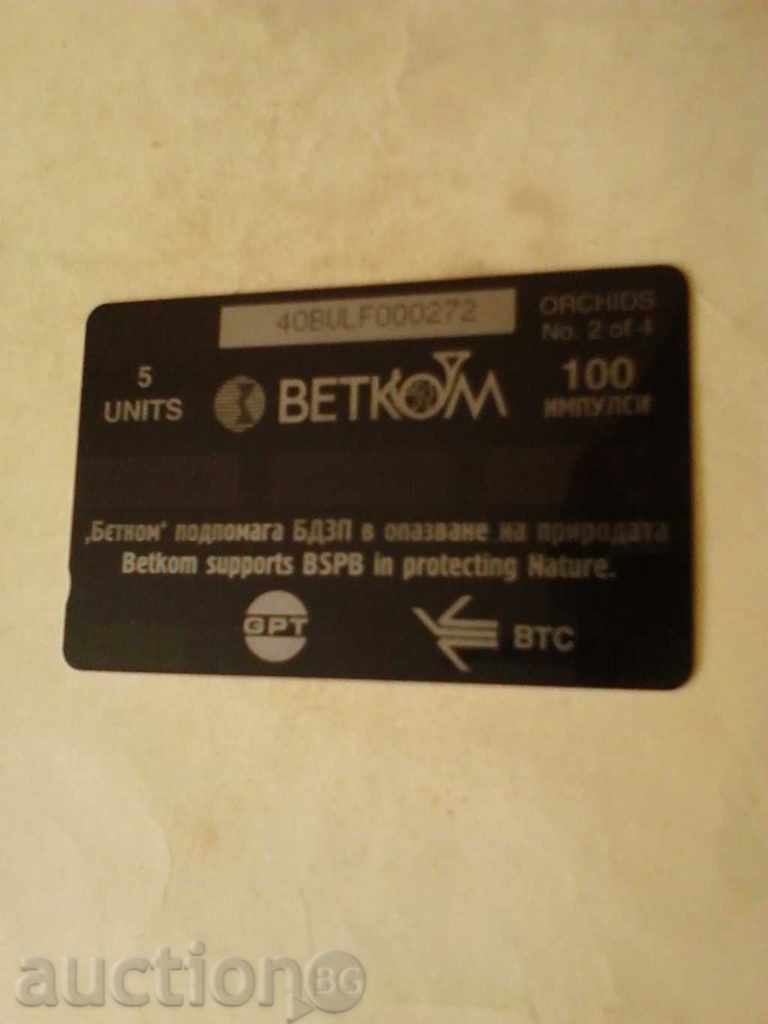 40BULF000272
ORCHIDS
No. 2 of 4
5
UNITS
BETKOM
100
ИМПУЛСИ
„Бетком“ подпомага БДЗП в опазване на природата
Betkom supports BSPB in protecting Nature.
GPT
BTC
auction BG